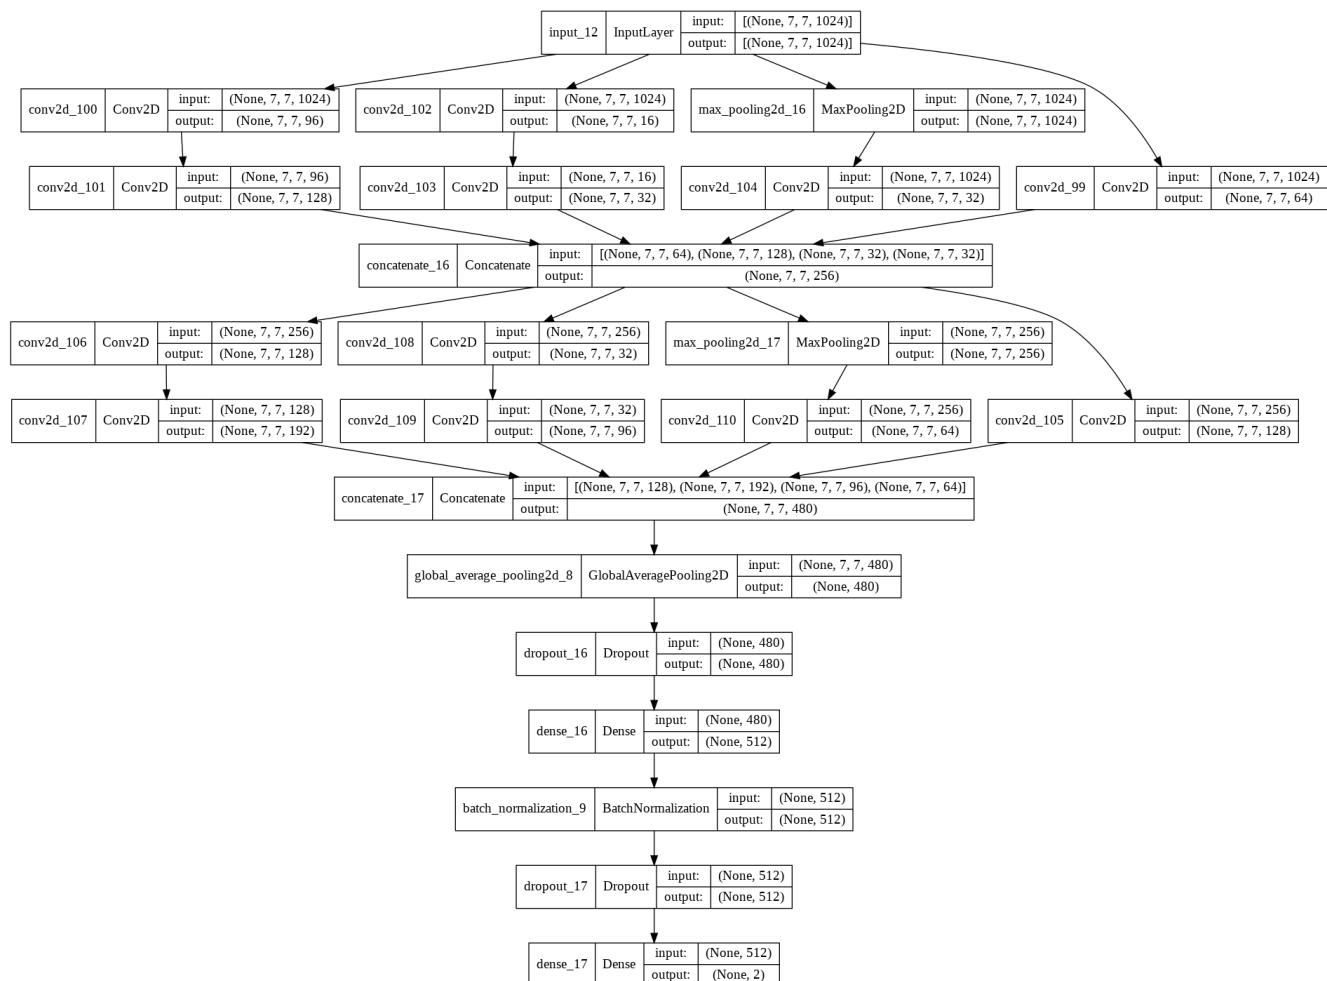 input_12 InputLayer input: [(None, 7, 7, 1024)]
output: [(None, 7, 7, 1024)]
conv2d_100 Conv2D input: (None, 7, 7, 1024)
output: (None, 7, 7, 96)
conv2d_102 Conv2D input: (None, 7, 7, 1024)
output: (None, 7, 7, 16)
max_pooling2d_16 MaxPooling2D input: (None, 7, 7, 1024)
output: (None, 7, 7, 1024)
conv2d_101 Conv2D input: (None, 7, 7, 96)
output: (None, 7, 7, 128)
conv2d_103 Conv2D input: (None, 7, 7, 16)
output: (None, 7, 7, 32)
conv2d_104 Conv2D input: (None, 7, 7, 1024)
output: (None, 7, 7, 32)
conv2d_99 Conv2D input: (None, 7, 7, 1024)
output: (None, 7, 7, 64)
concatenate_16 Concatenate input: [(None, 7, 7, 64), (None, 7, 7, 128), (None, 7, 7, 32), (None, 7, 7, 32)]
output: (None, 7, 7, 256)
conv2d_106 Conv2D input: (None, 7, 7, 256)
output: (None, 7, 7, 128)
conv2d_108 Conv2D input: (None, 7, 7, 256)
output: (None, 7, 7, 32)
max_pooling2d_17 MaxPooling2D input: (None, 7, 7, 256)
output: (None, 7, 7, 256)
conv2d_107 Conv2D input: (None, 7, 7, 128)
output: (None, 7, 7, 192)
conv2d_109 Conv2D input: (None, 7, 7, 32)
output: (None, 7, 7, 96)
conv2d_110 Conv2D input: (None, 7, 7, 256)
output: (None, 7, 7, 64)
conv2d_105 Conv2D input: (None, 7, 7, 256)
output: (None, 7, 7, 128)
concatenate_17 Concatenate input: [(None, 7, 7, 128), (None, 7, 7, 192), (None, 7, 7, 96), (None, 7, 7, 64)]
output: (None, 7, 7, 480)
global_average_pooling2d_8 GlobalAveragePooling2D input: (None, 7, 7, 480)
output: (None, 480)
dropout_16 Dropout input: (None, 480)
output: (None, 480)
dense_16 Dense input: (None, 480)
output: (None, 512)
batch_normalization_9 BatchNormalization input: (None, 512)
output: (None, 512)
dropout_17 Dropout input: (None, 512)
output: (None, 512)
dense_17 Dense input: (None, 512)
output: (None, 2)